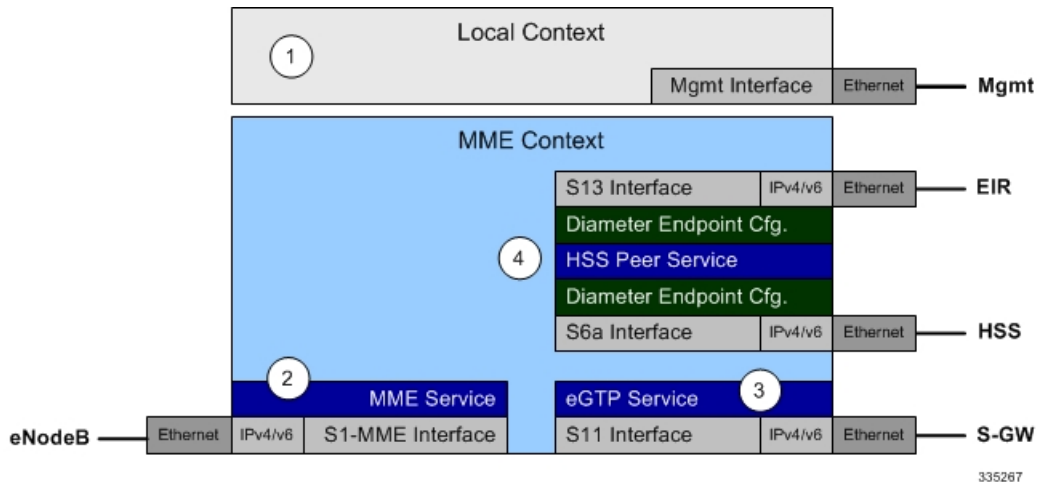 Local Context
1
Mgmt Interface Ethernet Mgmt
MME Context
S13 Interface IPv4/v6 Ethernet EIR
Diameter Endpoint Cfg.
4 HSS Peer Service
Diameter Endpoint Cfg.
S6a Interface IPv4/v6 Ethernet HSS
2
MME Service eGTP Service 3
eNodeB Ethernet IPv4/v6 S1-MME Interface S11 Interface IPv4/v6 Ethernet S-GW
335267